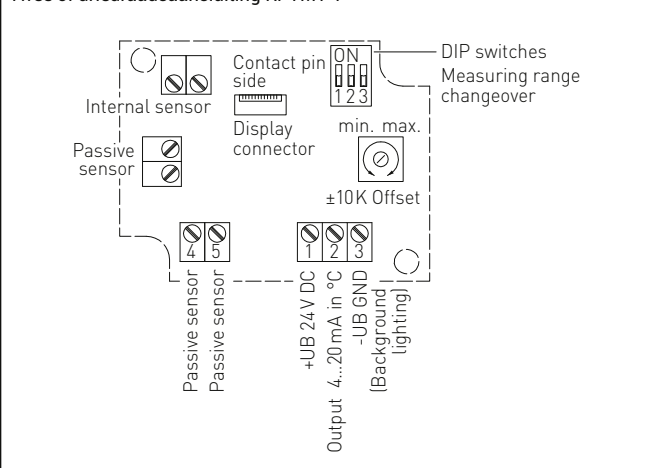 Contact pin
side
ON
1 2 3
DIP switches
Measuring range
changeover
Internal sensor
Display
connector
min. max.
Passive
sensor
±10K Offset
4 5
1 2 3
Passive sensor
Passive sensor
+UB 24V DC
Output 4...20mA in °C
-UB GND
(Background
lighting)